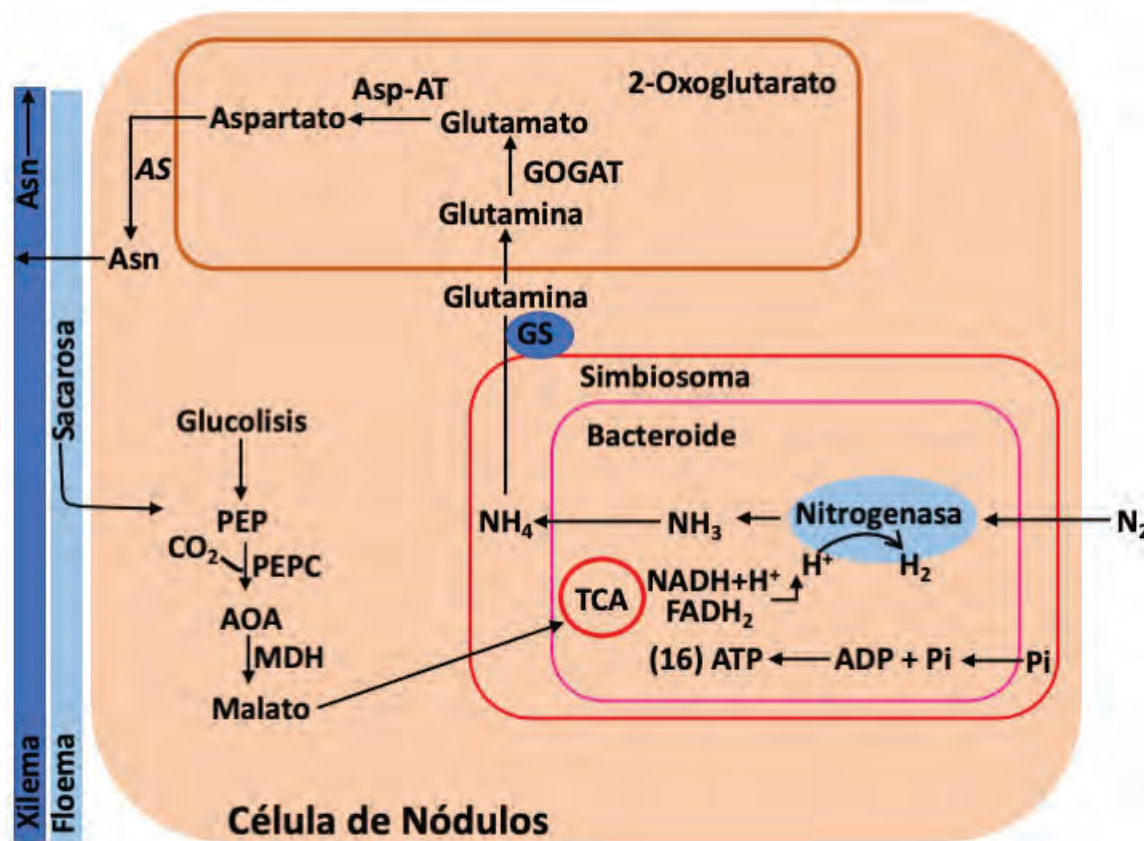 2-Oxoglutarato
Asp-AT
Aspartato
Glutamato
AS
GOGAT
Glutamina
Asn
Asn
Glutamina
GS
Simbiosoma
Bacteroide
Sacarosa
Glucolisis
PEP
CO2
PEPC
AOA
MDH
Malato
NH4
NH3
Nitrogenasa
N2
H+
H2
TCA
NADH+H+
FADH2
(16) ATP
ADP + Pi
Pi
Xilema
Floema
Célula de Nódulos